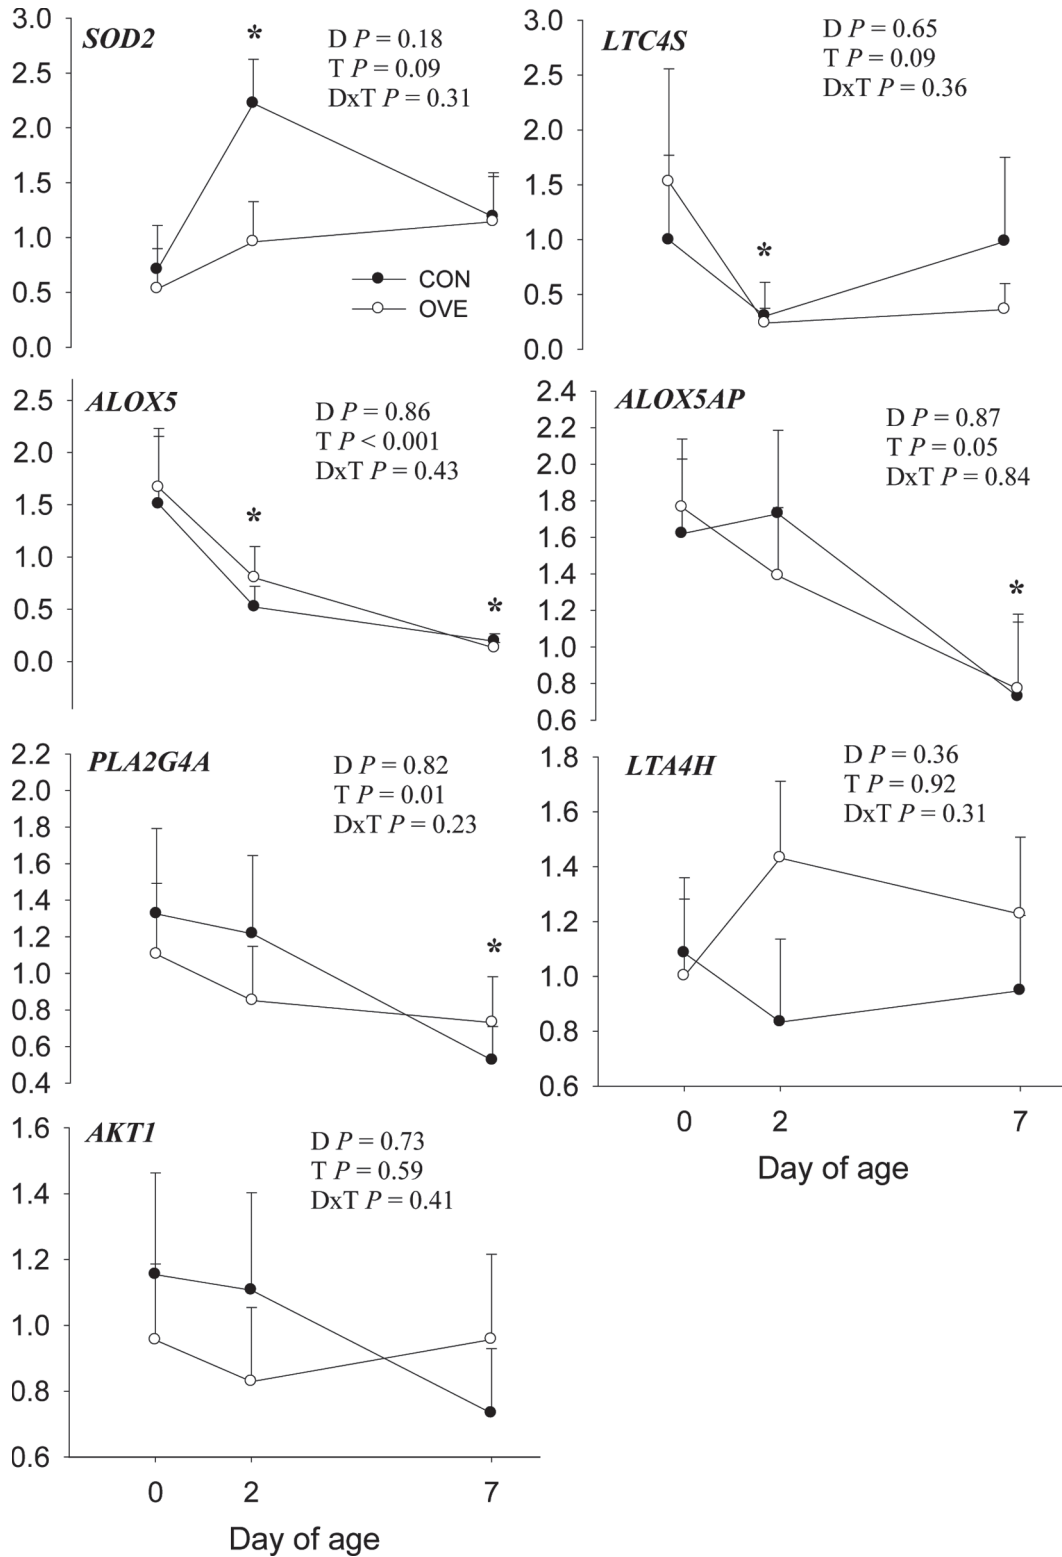 SOD2
*
D P = 0.18
T P = 0.09
DxT P = 0.31
3.0
2.5
2.0
1.5
1.0
0.5
0.0
CON
OVE
LTC4S
D P = 0.65
T P = 0.09
DxT P = 0.36
3.0
2.5
2.0
1.5
1.0
0.5
0.0
*
ALOX5
D P = 0.86
T P < 0.001
DxT P = 0.43
2.5
2.0
1.5
1.0
0.5
0.0
*
*
ALOX5AP
D P = 0.87
T P = 0.05
DxT P = 0.84
2.4
2.2
2.0
1.8
1.6
1.4
1.2
1.0
0.8
0.6
*
PLA2G4A
D P = 0.82
T P = 0.01
DxT P = 0.23
2.2
2.0
1.8
1.6
1.4
1.2
1.0
0.8
0.6
0.4
*
LTA4H
D P = 0.36
T P = 0.92
DxT P = 0.31
1.8
1.6
1.4
1.2
1.0
0.8
0.6
0 2 7
Day of age
AKT1
D P = 0.73
T P = 0.59
DxT P = 0.41
1.6
1.4
1.2
1.0
0.8
0.6
0 2 7
Day of age